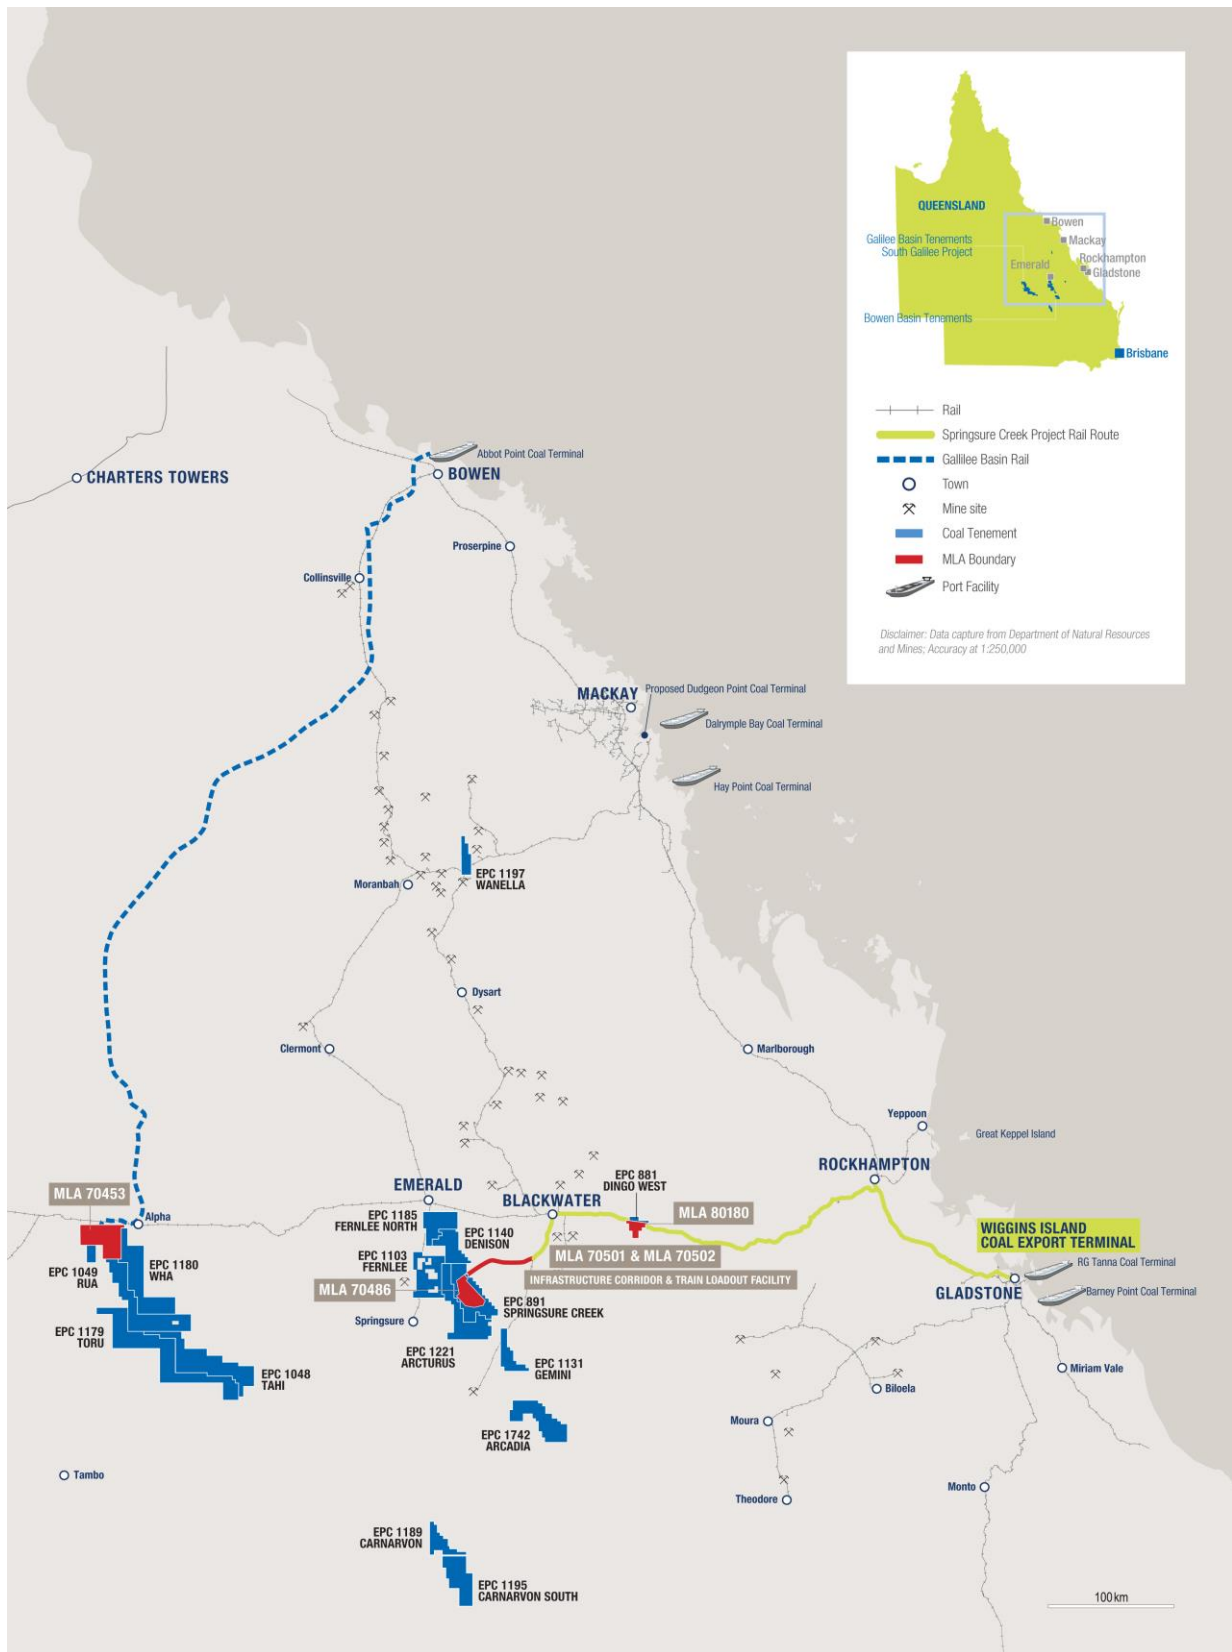 QUEENSLAND
Bowen
Galilee Basin Tenements
South Galilee Project
Mackay
Emerald
Rockhampton
Gladstone
Bowen Basin Tenements
Brisbane
Rail
Springsure Creek Project Rail Route
Gallilee Basin Rail
Town
Mine site
Coal Tenement
MLA Boundary
Port Facility
Disclaimer: Data capture from Department of Natural Resources
and Mines; Accuracy at 1:250,000
Abbot Point Coal Terminal
CHARTERS TOWERS
BOWEN
Proserpine
Collinsville
MACKAY
Proposed Dudgeon Point Coal Terminal
Dalrymple Bay Coal Terminal
Hay Point Coal Terminal
EPC 1197
WANELLA
Moranbah
Dysart
Clermont
Marlborough
Yeppoon
Great Keppel Island
ROCKHAMPTON
EPC 881
DINGO WEST
EMERALD
BLACKWATER
MLA 70453
Alpha
EPC 1185
FERNLEE NORTH
MLA 80180
EPC 1140
DENISON
WIGGINS ISLAND
COAL EXPORT TERMINAL
EPC 1103
FERNLEE
MLA 70501 & MLA 70502
INFRASTRUCTURE CORRIDOR & TRAIN LOADOUT FACILITY
RG Tanna Coal Terminal
EPC 1049
RUA
EPC 1180
WHA
MLA 70486
GLADSTONE
Barney Point Coal Terminal
EPC 891
SPRINGSURE CREEK
Springsure
EPC 1179
TORU
EPC 1221
ARCTURUS
EPC 1131
GEMINI
EPC 1048
TAHI
Miriam Vale
Biloela
Moura
EPC 1742
ARCADIA
Tambo
Monto
Theodore
EPC 1189
CARNARVON
EPC 1195
CARNARVON SOUTH
100 km